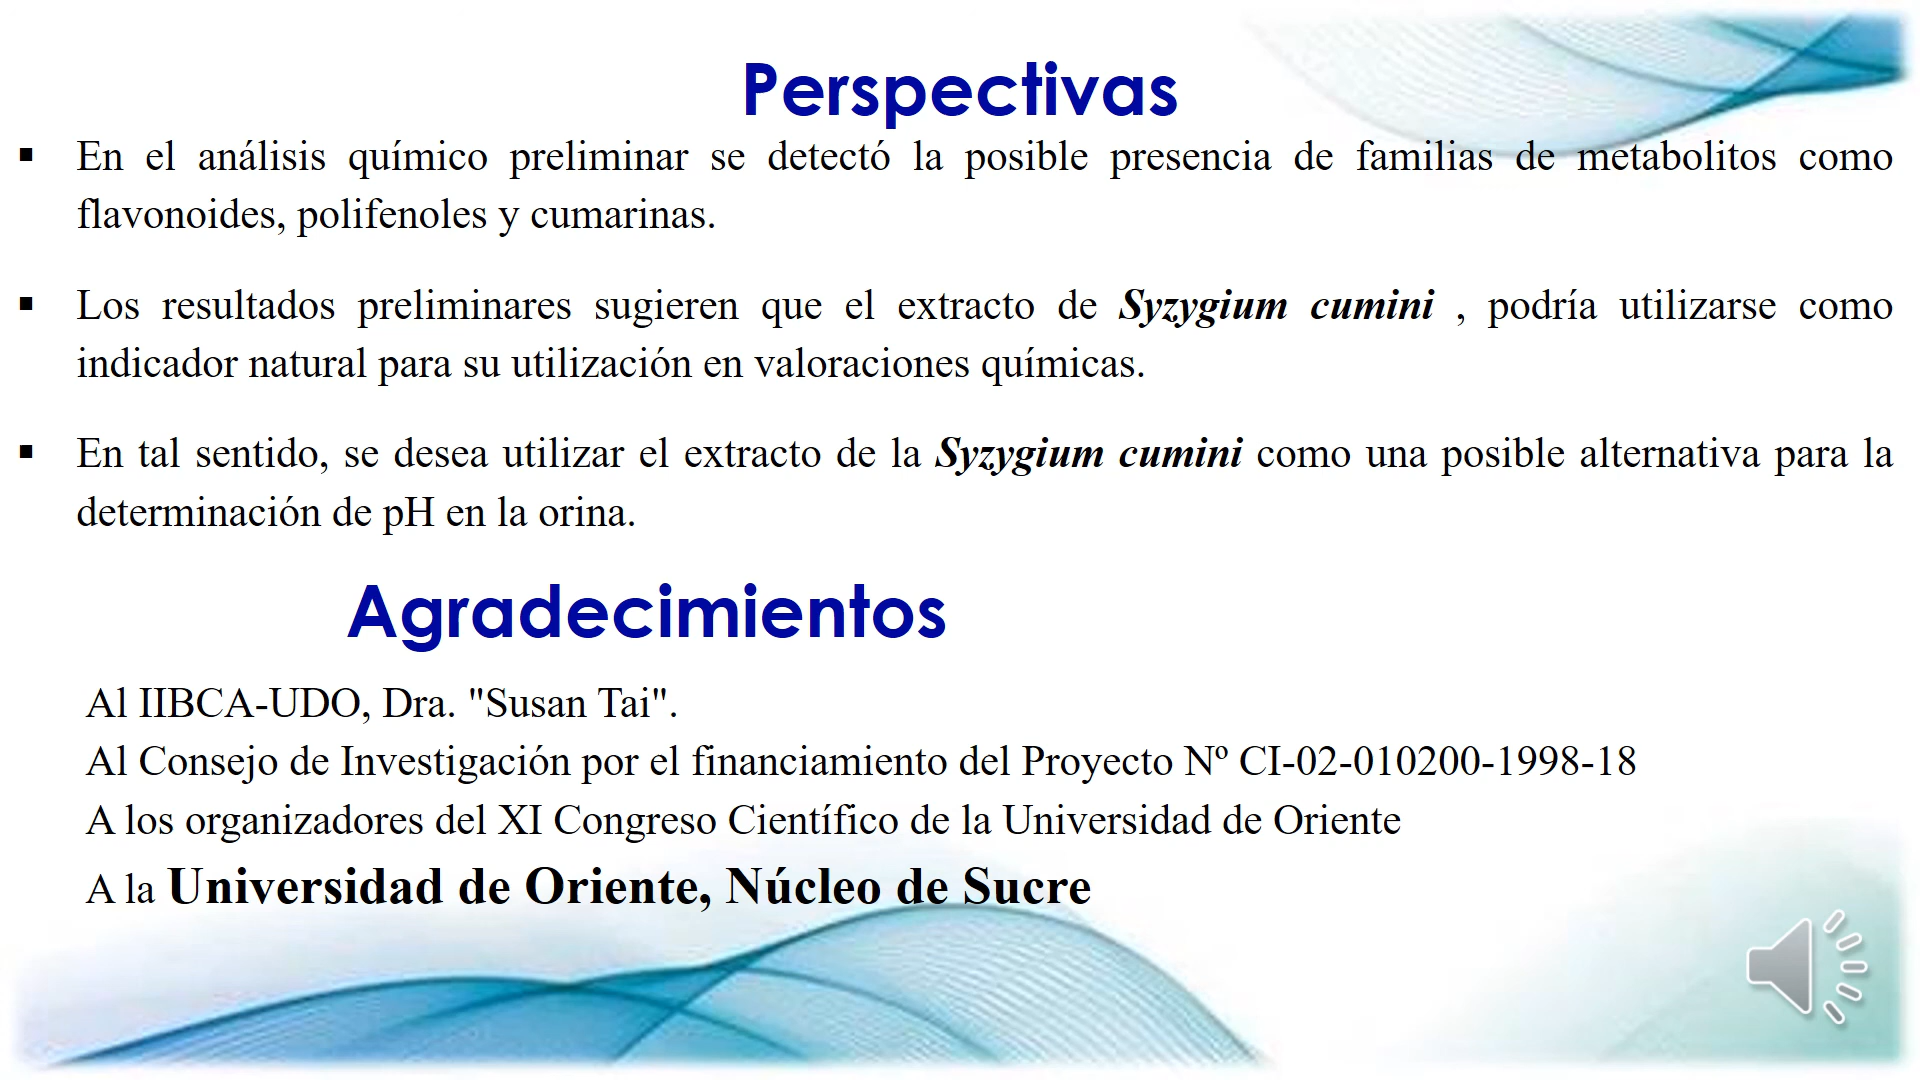 Perspectivas
▪ En el análisis químico preliminar se detectó la posible presencia de familias de metabolitos como
flavonoides, polifenoles y cumarinas.
▪ Los resultados preliminares sugieren que el extracto de Syzygium cumini , podría utilizarse como
indicador natural para su utilización en valoraciones químicas.
▪ En tal sentido, se desea utilizar el extracto de la Syzygium cumini como una posible alternativa para la
determinación de pH en la orina.
Agradecimientos
Al IIBCA-UDO, Dra. "Susan Tai".
Al Consejo de Investigación por el financiamiento del Proyecto Nº CI-02-010200-1998-18
A los organizadores del XI Congreso Científico de la Universidad de Oriente
A la Universidad de Oriente, Núcleo de Sucre